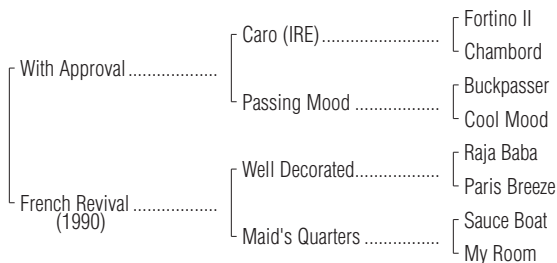 Fortino II
Caro (IRE)........................
Chambord
With Approval..................
Buckpasser
Passing Mood .................
Cool Mood
Raja Baba
Well Decorated.................
Paris Breeze
French Revival .................
(1990)
Sauce Boat
Maid's Quarters ...............
My Room